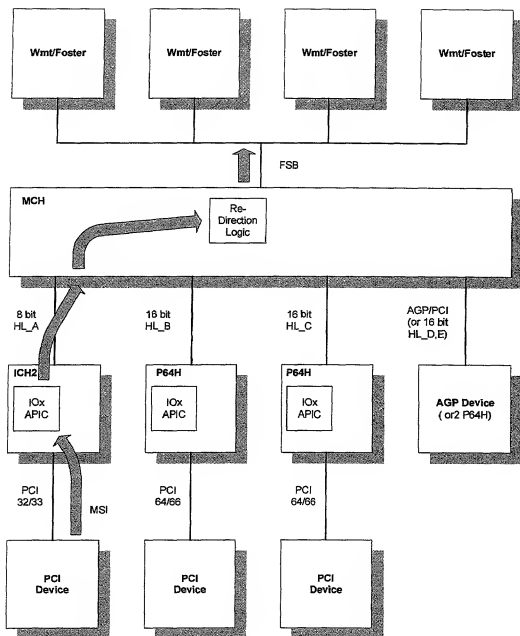 Wmt/Foster
Wmt/Foster
Wmt/Foster
Wmt/Foster
FSB
MCH
Re-
Direction
Logic
8 bit
HL_A
16 bit
HL_B
16 bit
HL_C
AGP/PCI
(or 16 bit
HL_D,E)
ICH2
IOx
APIC
P64H
IOx
APIC
P64H
IOx
APIC
AGP Device
( or2 P64H)
PCI
32/33
MSI
PCI
64/66
PCI
64/66
PCI
Device
PCI
Device
PCI
Device